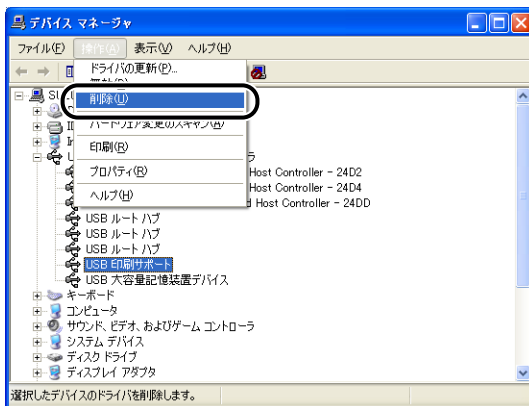 デバイス マネージャ
ファイル(F) 操作(A) 表示(V) ヘルプ(H)
ドライバの更新(P)...
削除(U)
ハードウェア変更のスキャン(A)
印刷(R)
プロパティ(R)
ヘルプ(H)
Host Controller - 24D2
Host Controller - 24D4
Host Controller - 24DD
USB ルート ハブ
USB ルート ハブ
USB ルート ハブ
USB 印刷サポート
USB 大容量記憶装置デバイス
キーボード
コンピュータ
サウンド、ビデオ、およびゲーム コントローラ
システム デバイス
ディスク ドライブ
ディスプレイ アダプタ
選択したデバイスのドライバを削除します。